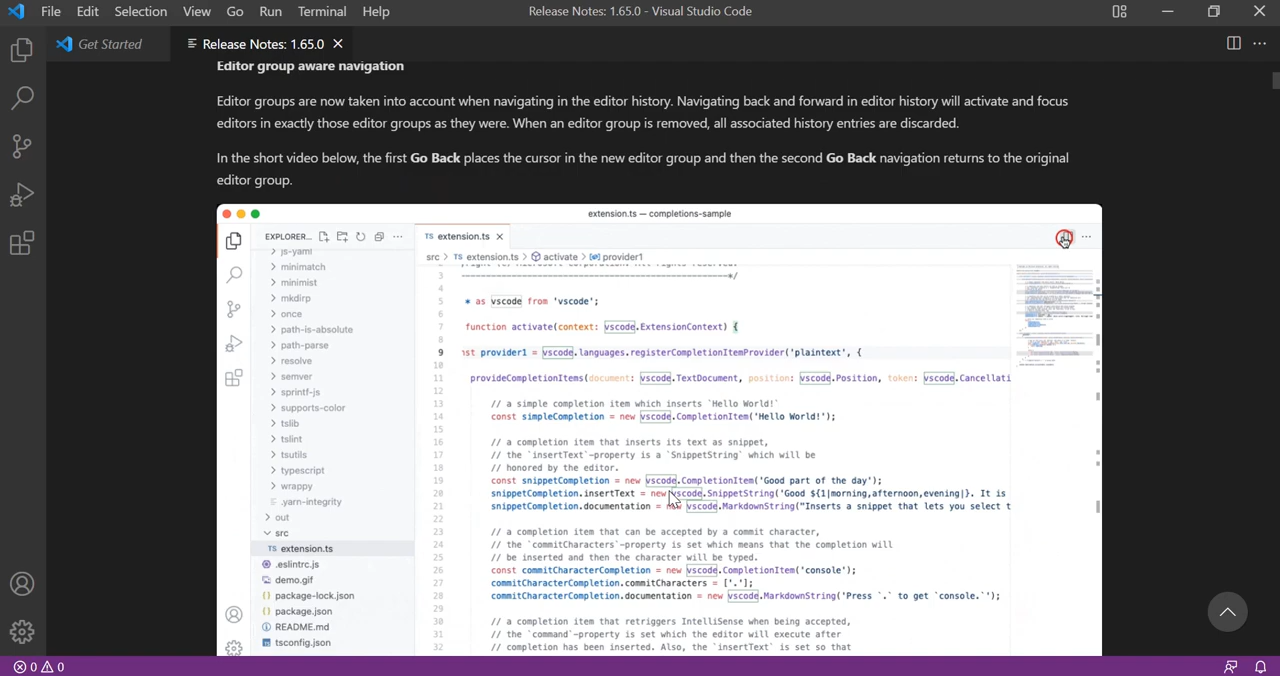 File Edit Selection View Go Run Terminal Help Release Notes: 1.65.0 - Visual Studio Code
Get Started Release Notes: 1.65.0
Editor group aware navigation
Editor groups are now taken into account when navigating in the editor history. Navigating back and forward in editor history will activate and focus
editors in exactly those editor groups as they were. When an editor group is removed, all associated history entries are discarded.
In the short video below, the first Go Back places the cursor in the new editor group and then the second Go Back navigation returns to the original
editor group.
extension.ts — completions-sample
EXPLORER... TS extension.ts
src > TS extension.ts > activate > provider1
js-yaml
minimatch
minimist
mkdirp
once
path-is-absolute
path-parse
resolve
semver
sprintf-js
supports-color
tslib
tslint
tsutils
typescript
wrappy
.yarn-integrity
out
src
TS extension.ts
.eslintrc.js
demo.gif
package-lock.json
package.json
README.md
tsconfig.json
3 ------------------------------------------------*/
4
5 * as vscode from 'vscode';
6
7 function activate(context: vscode.ExtensionContext) {
8
9 nst provider1 = vscode.languages.registerCompletionItemProvider('plaintext', {
10
11 provideCompletionItems(document: vscode.TextDocument, position: vscode.Position, token: vscode.Cancellati
12
13 // a simple completion item which inserts `Hello World!`
14 const simpleCompletion = new vscode.CompletionItem('Hello World!');
15
16 // a completion item that inserts its text as snippet,
17 // the `insertText`-property is a `SnippetString` which will be
18 // honored by the editor.
19 const snippetCompletion = new vscode.CompletionItem('Good part of the day');
20 snippetCompletion.insertText = new vscode.SnippetString('Good ${1|morning,afternoon,evening|}. It is
21 snippetCompletion.documentation = new vscode.MarkdownString("Inserts a snippet that lets you select t
22
23 // a completion item that can be accepted by a commit character,
24 // the `commitCharacters`-property is set which means that the completion will
25 // be inserted and then the character will be typed.
26 const commitCharacterCompletion = new vscode.CompletionItem('console');
27 commitCharacterCompletion.commitCharacters = ['.'];
28 commitCharacterCompletion.documentation = new vscode.MarkdownString('Press `.` to get `console.`');
29
30 // a completion item that retriggers IntelliSense when being accepted,
31 // the `command`-property is set which the editor will execute after
32 // completion has been inserted. Also, the `insertText` is set so that
0 0